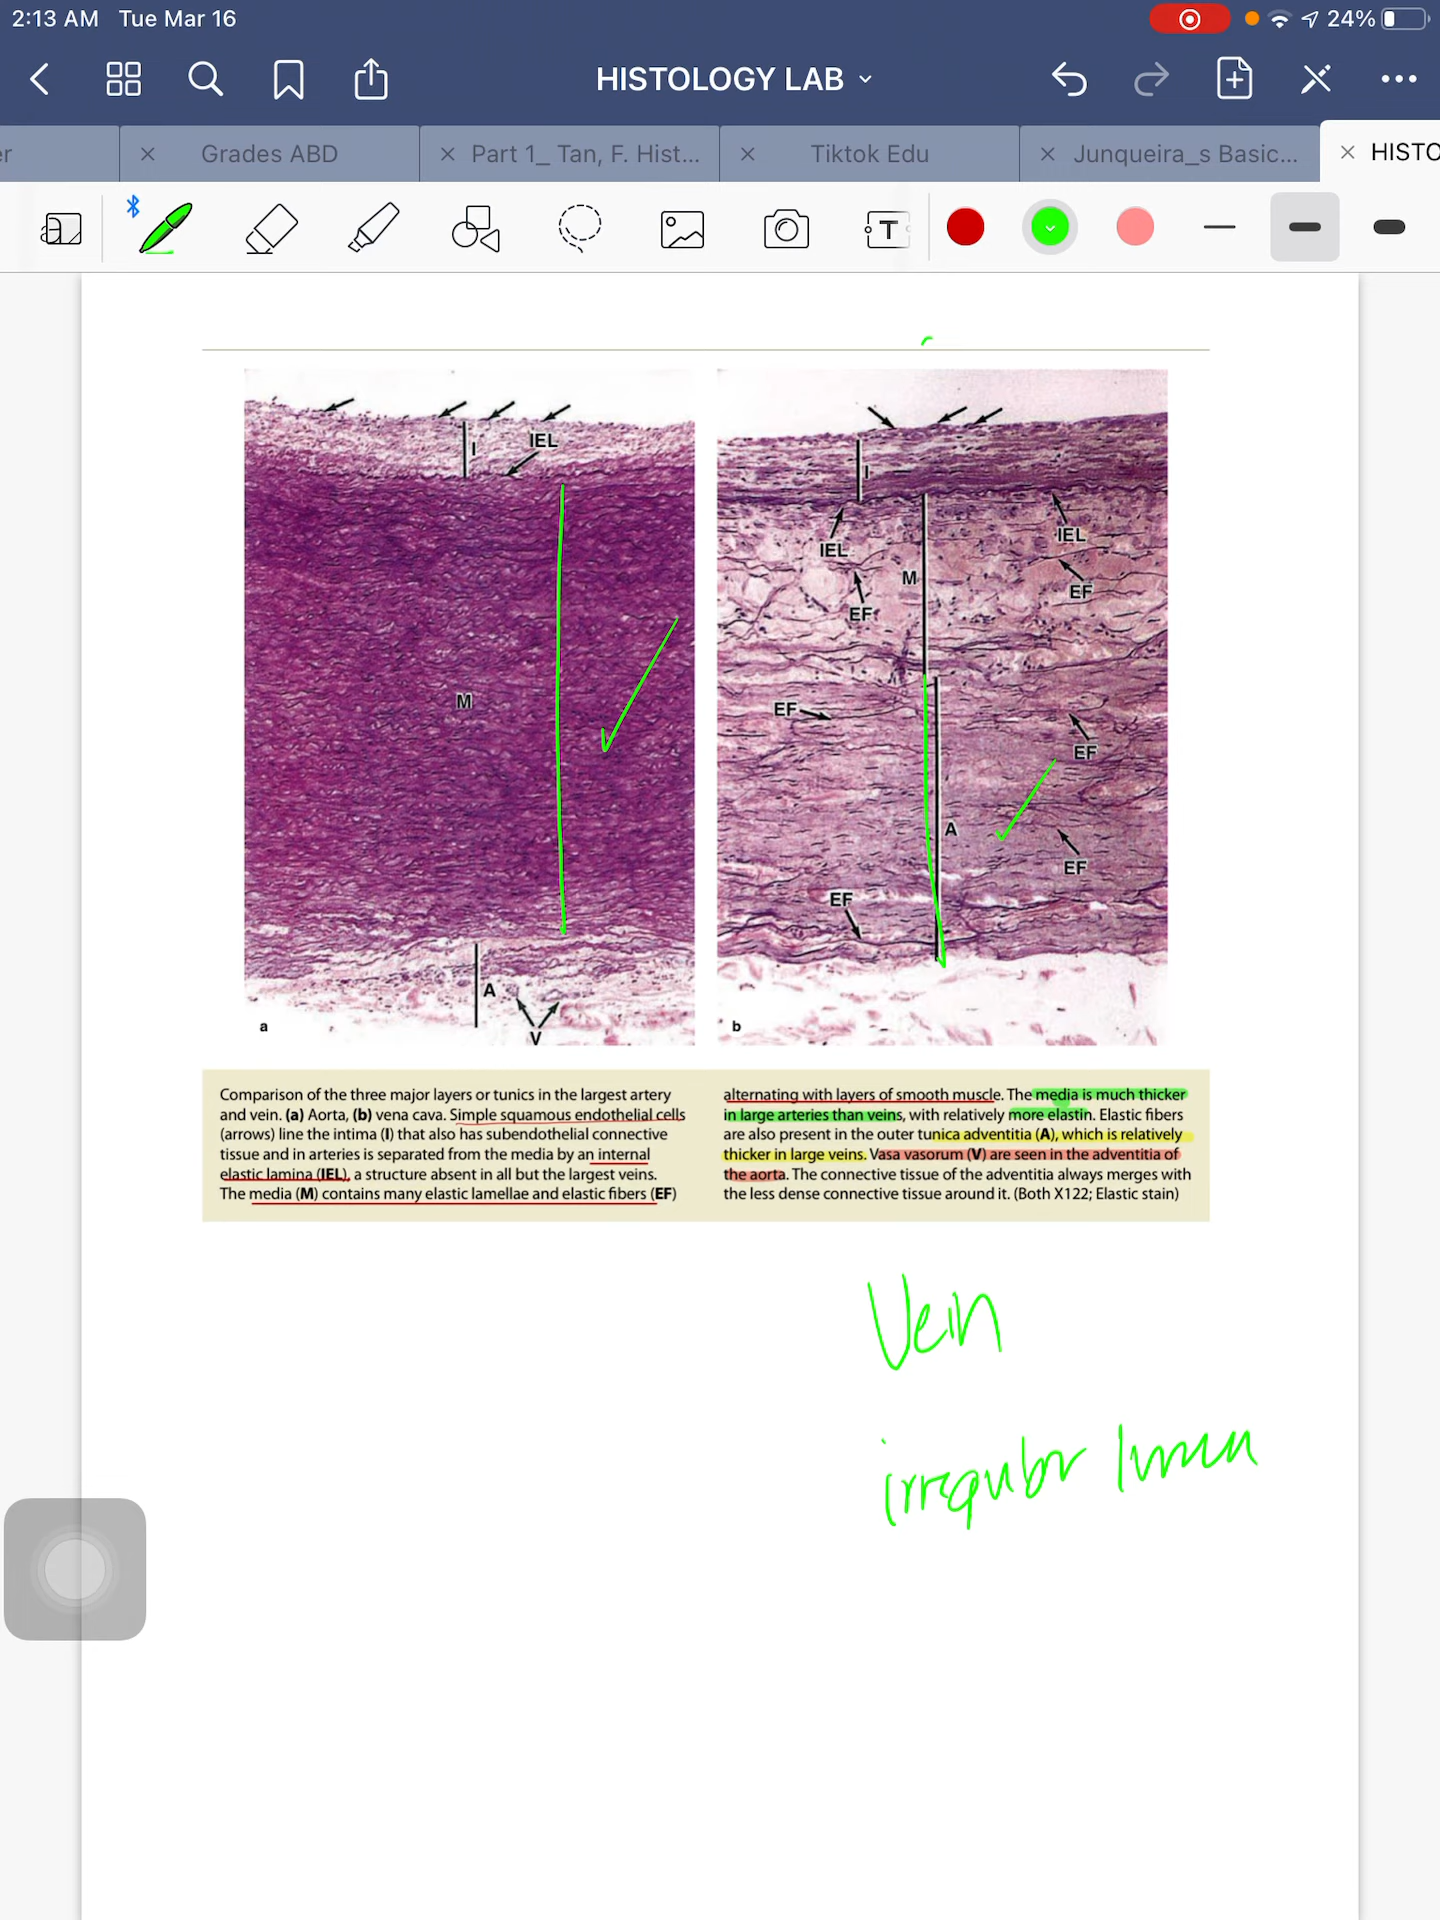 2:13 AM Tue Mar 16 24%
HISTOLOGY LAB
er Grades ABD Part 1_ Tan, F. Hist... Tiktok Edu Junqueira_s Basic... HISTO
a T
I IEL
M
A
V
a
I
IEL IEL
M EF
EF
EF EF
A
EF
EF
b
Comparison of the three major layers or tunics in the largest artery
and vein. (a) Aorta, (b) vena cava. Simple squamous endothelial cells
(arrows) line the intima (I) that also has subendothelial connective
tissue and in arteries is separated from the media by an internal
elastic lamina (IEL), a structure absent in all but the largest veins.
The media (M) contains many elastic lamellae and elastic fibers (EF)
alternating with layers of smooth muscle. The media is much thicker
in large arteries than veins, with relatively more elastin. Elastic fibers
are also present in the outer tunica adventitia (A), which is relatively
thicker in large veins. Vasa vasorum (V) are seen in the adventitia of
the aorta. The connective tissue of the adventitia always merges with
the less dense connective tissue around it. (Both X122; Elastic stain)
Vein
irregular lumen